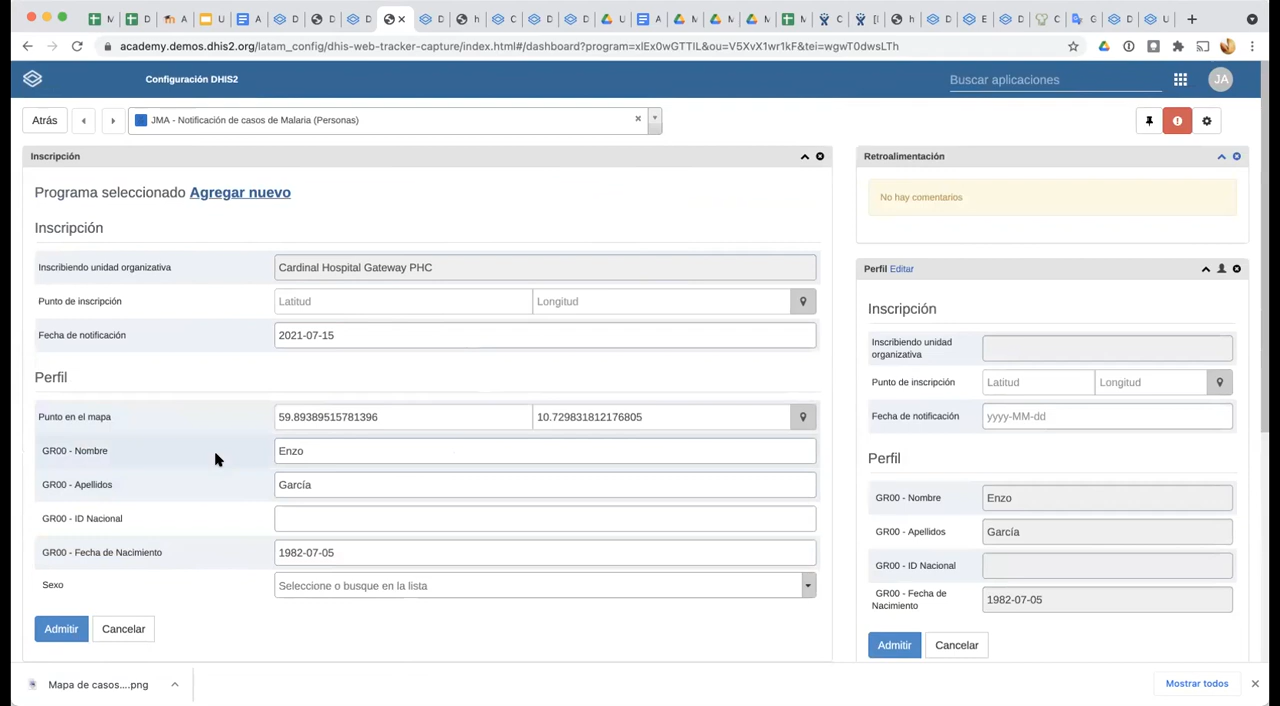 M
D
A
U
A
D
D
D
D
h
C
D
D
U
A
M
M
M
M
C
[
h
D
E
D
C
G
D
U
academy.demos.dhis2.org/latam_config/dhis-web-tracker-capture/index.html#/dashboard?program=xlEx0wGTTIL&ou=V5XvX1wr1kF&tei=wgwT0dwsLTh
Configuración DHIS2
Buscar aplicaciones
JA
Atrás
JMA - Notificación de casos de Malaria (Personas)
Inscripción
Programa seleccionado Agregar nuevo
Inscripción
Inscribiendo unidad organizativa
Cardinal Hospital Gateway PHC
Punto de inscripción
Latitud
Longitud
Fecha de notificación
2021-07-15
Perfil
Punto en el mapa
59.89389515781396
10.729831812176805
GR00 - Nombre
Enzo
GR00 - Apellidos
García
GR00 - ID Nacional
GR00 - Fecha de Nacimiento
1982-07-05
Sexo
Seleccione o busque en la lista
Admitir
Cancelar
Retroalimentación
No hay comentarios
Perfil Editar
Inscripción
Inscribiendo unidad
organizativa
Punto de inscripción
Latitud
Longitud
Fecha de notificación
yyyy-MM-dd
Perfil
GR00 - Nombre
Enzo
GR00 - Apellidos
García
GR00 - ID Nacional
GR00 - Fecha de
Nacimiento
1982-07-05
Admitir
Cancelar
Mapa de casos....png
Mostrar todos